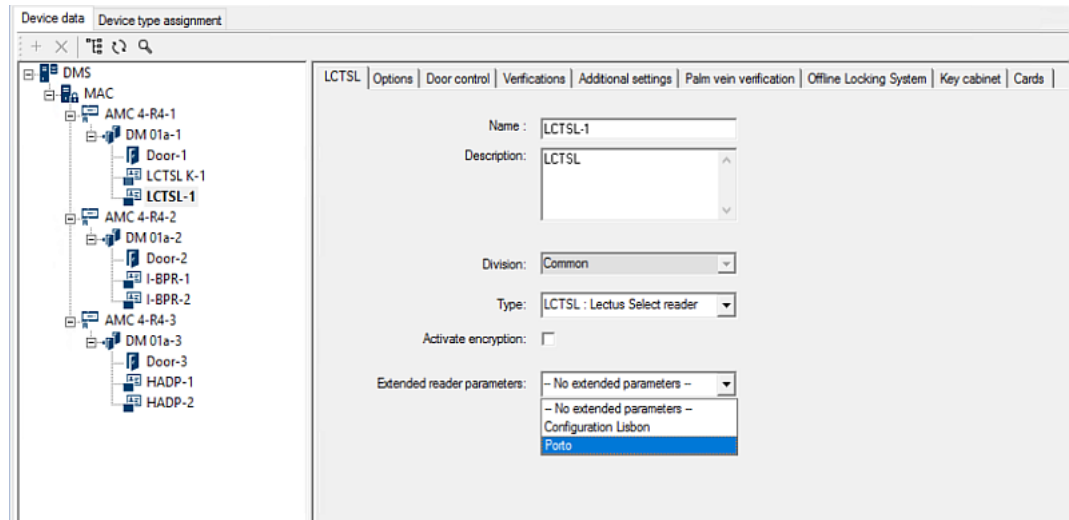 Device data Device type assignment
DMS
MAC
AMC 4-R4-1
DM 01a-1
Door-1
LCTSL K-1
LCTSL-1
AMC 4-R4-2
DM 01a-2
Door-2
I-BPR-1
I-BPR-2
AMC 4-R4-3
DM 01a-3
Door-3
HADP-1
HADP-2
LCTSL Options Door control Verifications Additional settings Palm vein verification Offline Locking System Key cabinet Cards
Name : LCTSL-1
Description: LCTSL
Division: Common
Type: LCTSL : Lectus Select reader
Activate encryption:
Extended reader parameters: -- No extended parameters --
-- No extended parameters --
Configuration Lisbon
Porto